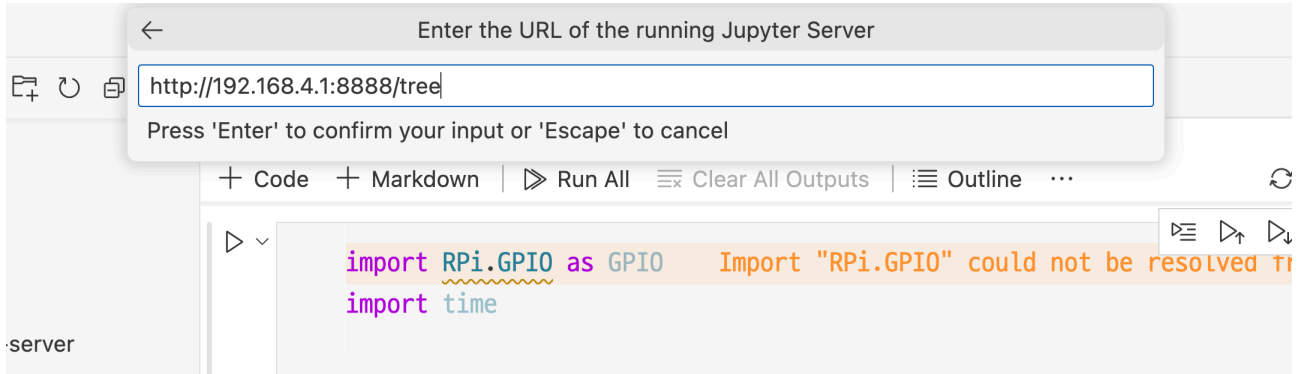 Enter the URL of the running Jupyter Server
http://192.168.4.1:8888/tree
Press 'Enter' to confirm your input or 'Escape' to cancel
+ Code + Markdown Run All Clear All Outputs Outline ...
import RPi.GPIO as GPIO Import "RPi.GPIO" could not be resolved
import time
-server